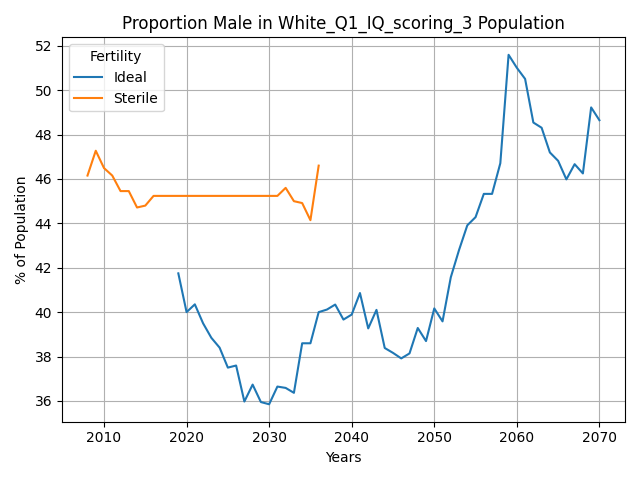 Proportion Male in White_Q1_IQ_scoring_3 Population
Fertility
Ideal
Sterile
% of Population
52
50
48
46
44
42
40
38
36
2010 2020 2030 2040 2050 2060 2070
Years